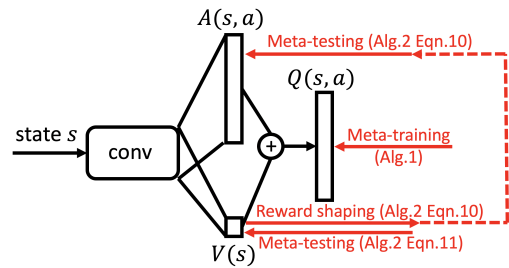 A(s, a)
Meta-testing (Alg.2 Eqn.10)
Q(s, a)
state s
conv
+
Meta-training
(Alg.1)
Reward shaping (Alg.2 Eqn.10)
Meta-testing (Alg.2 Eqn.11)
V(s)